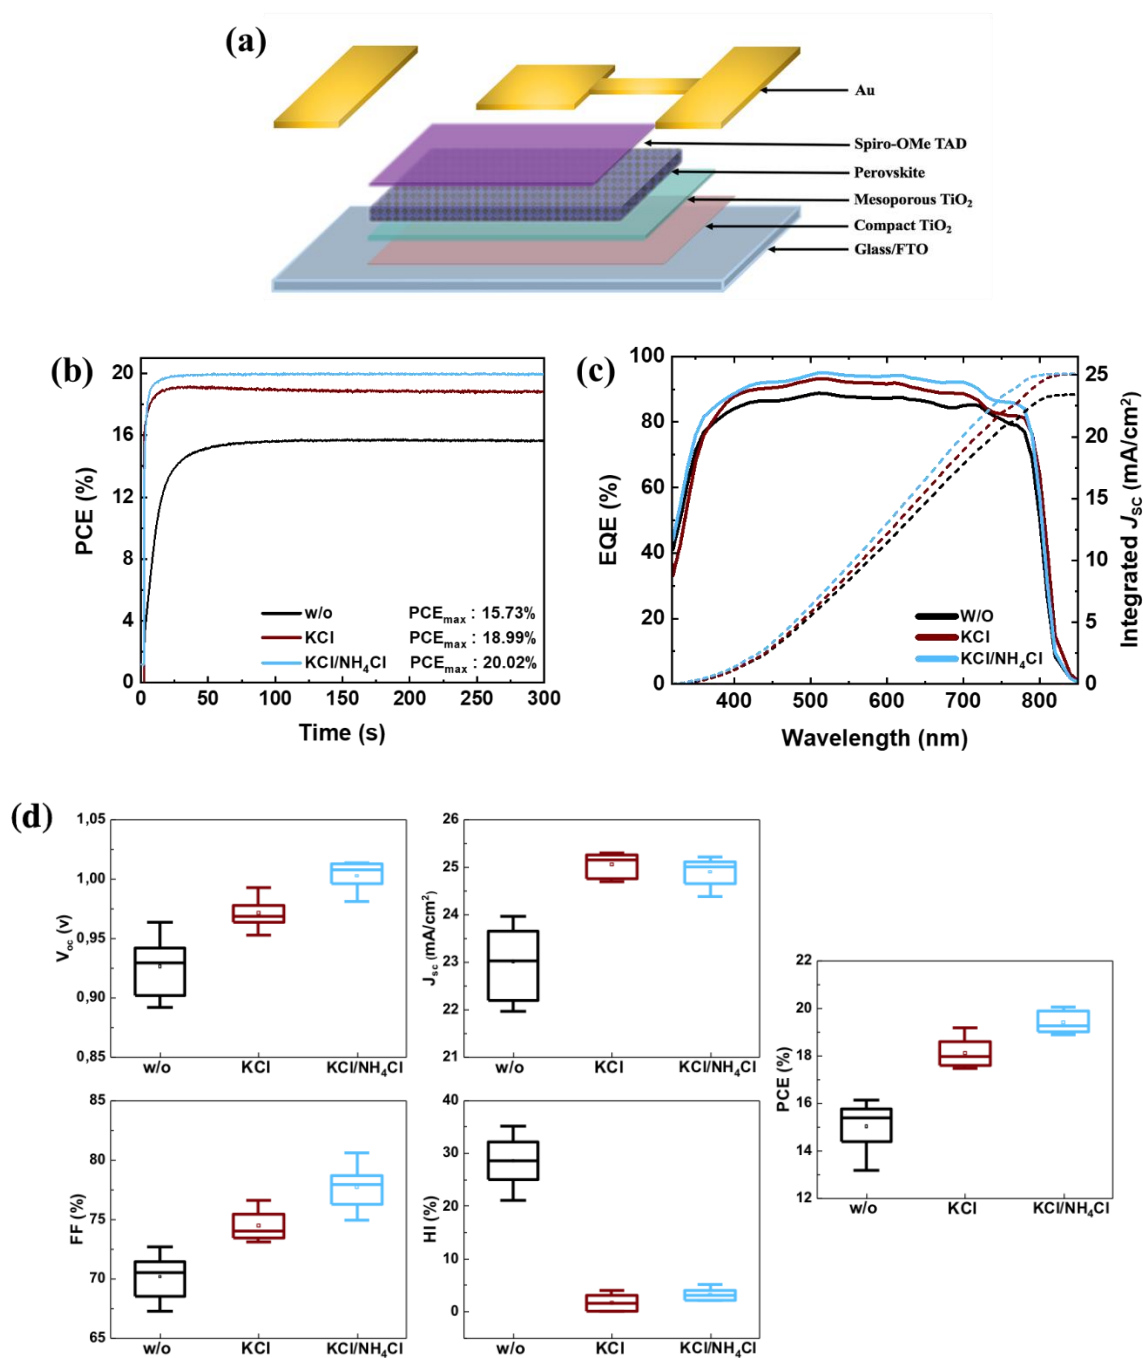 (a)
Au
Spiro-OMe TAD
Perovskite
Mesoporous TiO₂
Compact TiO₂
Glass/FTO
(b)
PCE (%)
20
16
12
8
4
0
w/o PCEmax : 15.73%
KCl PCEmax : 18.99%
KCl/NH₄Cl PCEmax : 20.02%
0 50 100 150 200 250 300
Time (s)
(c)
EQE (%)
100
80
60
40
20
0
W/O
KCl
KCl/NH₄Cl
25
20
15
10
5
0
Integrated Jsc (mA/cm²)
400 500 600 700 800
Wavelength (nm)
(d)
Voc (v)
1,05
1,00
0,95
0,90
0,85
w/o KCl KCl/NH₄Cl
Jsc (mA/cm²)
26
25
24
23
22
21
w/o KCl KCl/NH₄Cl
PCE (%)
22
20
18
16
14
12
w/o KCl KCl/NH₄Cl
FF (%)
85
80
75
70
65
w/o KCl KCl/NH₄Cl
HI (%)
40
30
20
10
0
w/o KCl KCl/NH₄Cl